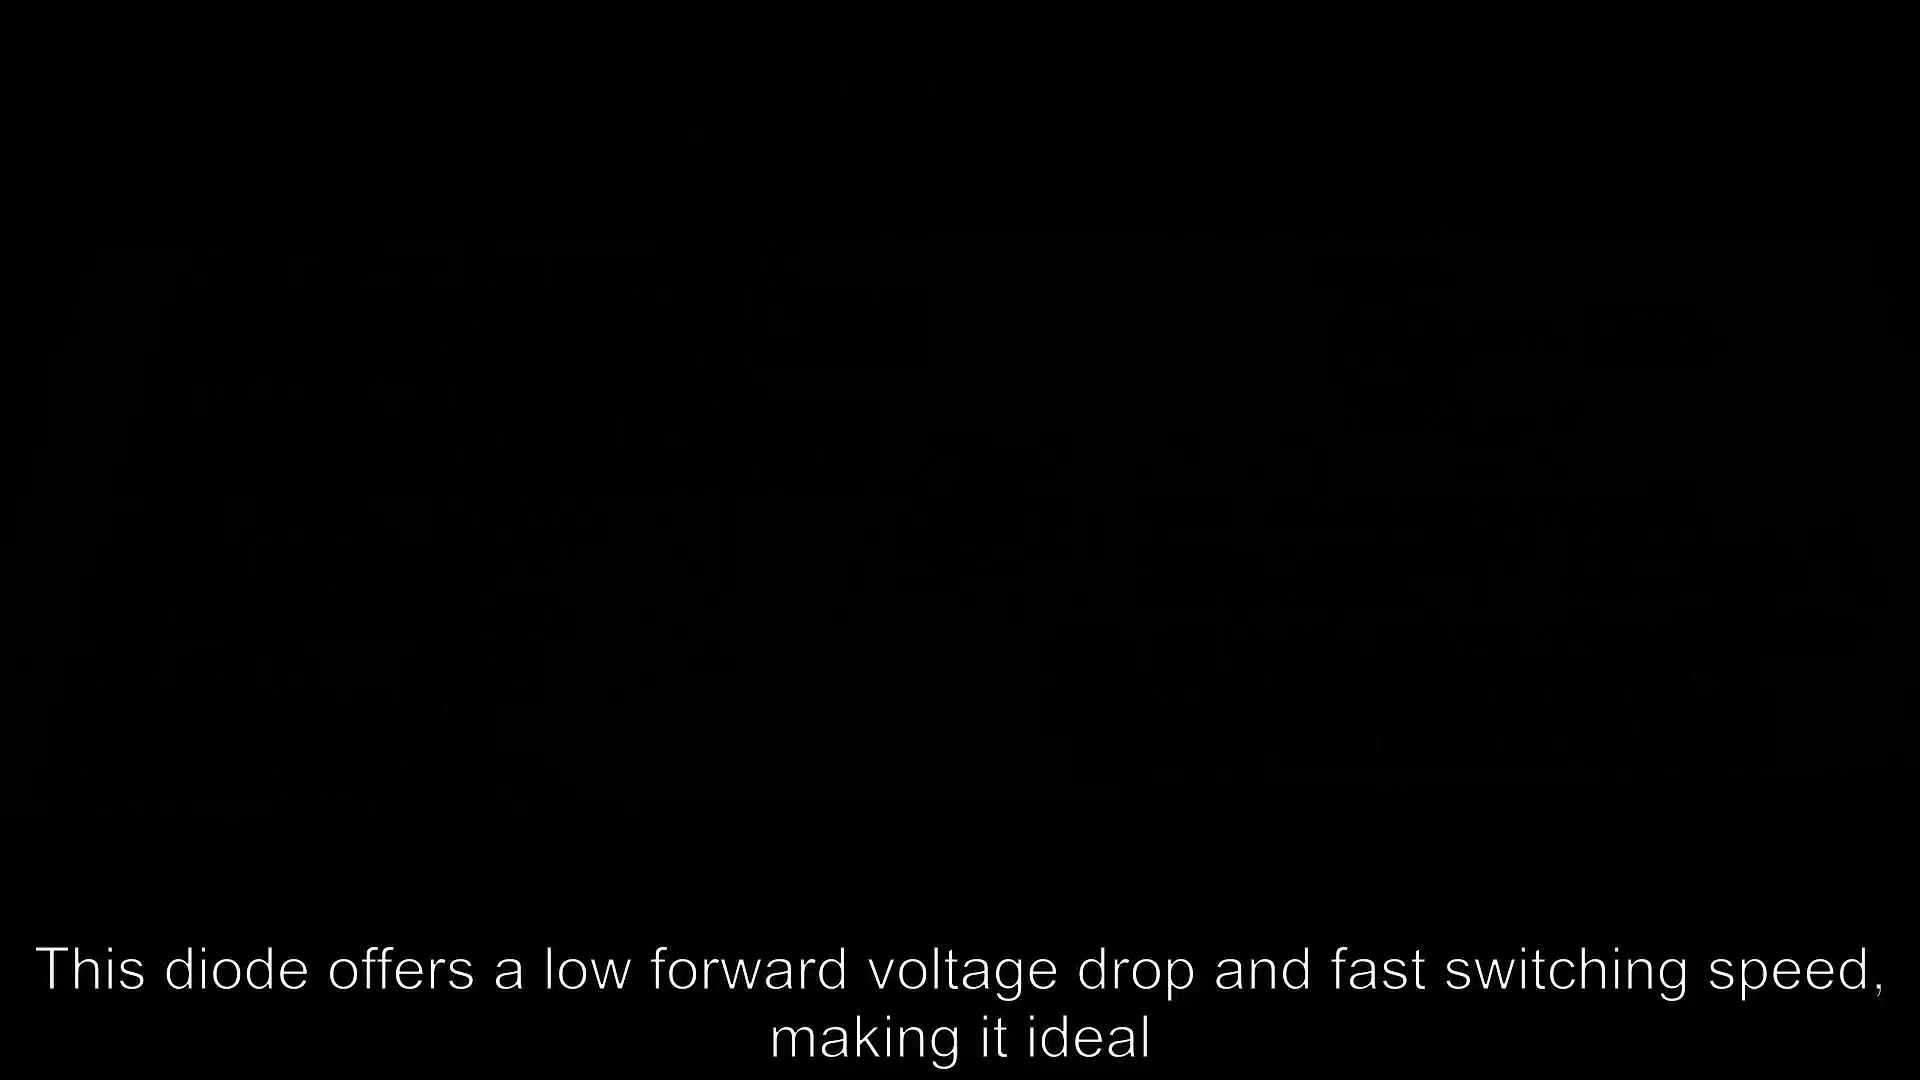 This diode offers a low forward voltage drop and fast switching speed,
making it ideal